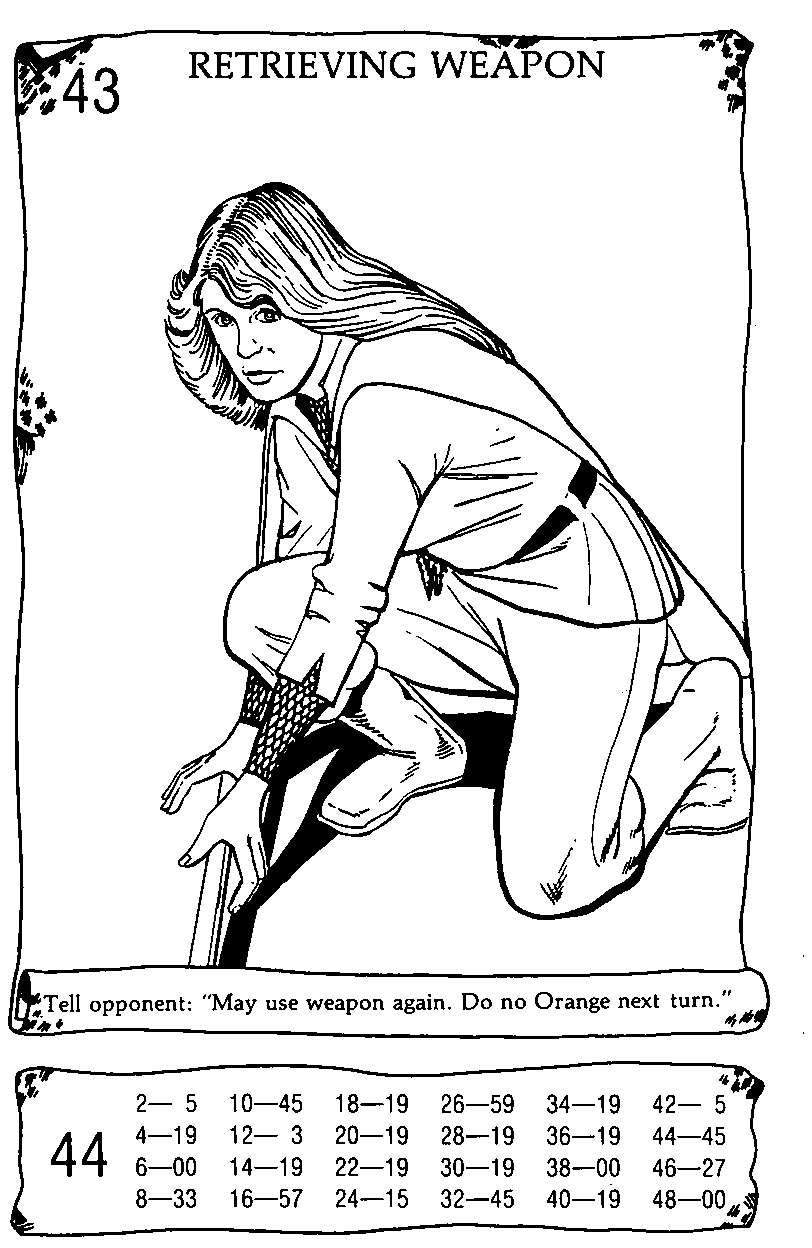 RETRIEVING WEAPON
43
Tell opponent: "May use weapon again. Do no Orange next turn."
44
2— 5 10—45 18—19 26—59 34—19 42— 5
4—19 12— 3 20—19 28—19 36—19 44—45
6—00 14—19 22—19 30—19 38—00 46—27
8—33 16—57 24—15 32—45 40—19 48—00